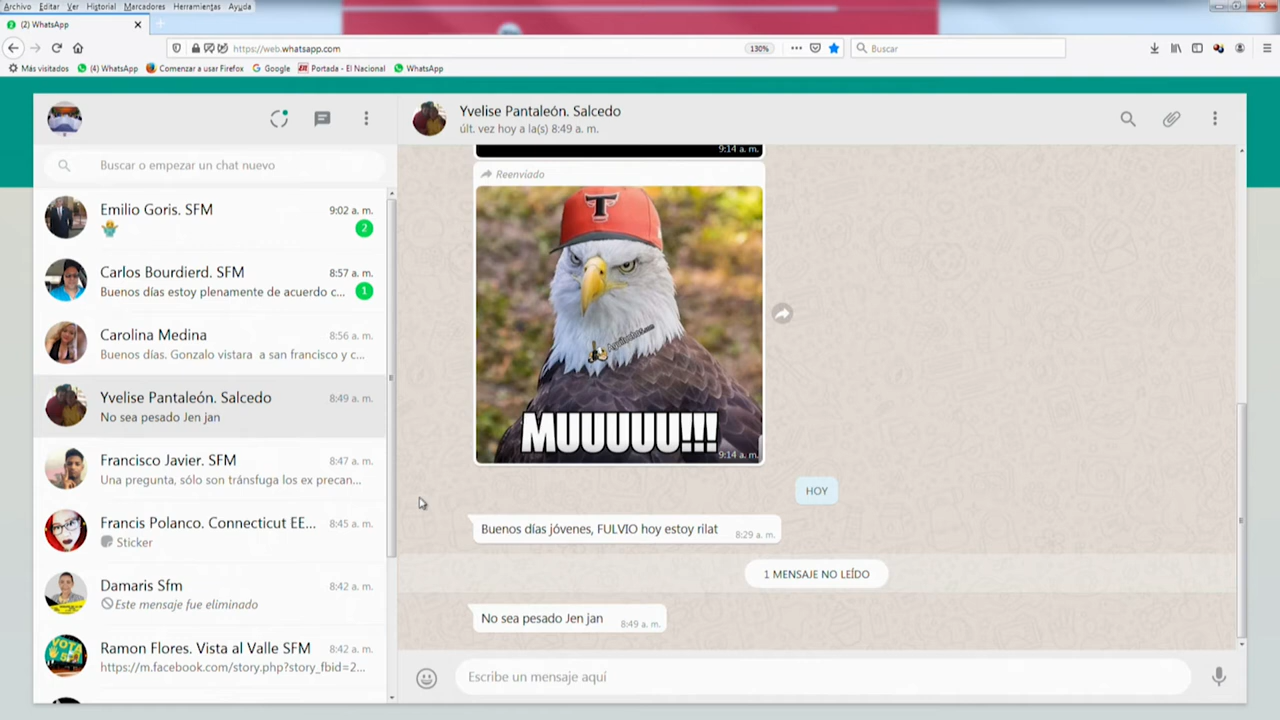 Archivo Editar Ver Historial Marcadores Herramientas Ayuda
(2) WhatsApp
https://web.whatsapp.com
130%
Buscar
Más visitados
(4) WhatsApp
Comenzar a usar Firefox
Google
Portada - El Nacional
WhatsApp
Buscar o empezar un chat nuevo
Emilio Goris. SFM
9:02 a. m.
2
Carlos Bourdierd. SFM
8:57 a. m.
Buenos días estoy plenamente de acuerdo c...
1
Carolina Medina
8:56 a. m.
Buenos días. Gonzalo vistara a san francisco y c...
Yvelise Pantaleón. Salcedo
8:49 a. m.
No sea pesado Jen jan
Francisco Javier. SFM
8:47 a. m.
Una pregunta, sólo son tránsfuga los ex precan...
Francis Polanco. Connecticut EE...
8:45 a. m.
Sticker
Damaris Sfm
8:42 a. m.
Este mensaje fue eliminado
Ramon Flores. Vista al Valle SFM
8:42 a. m.
https://m.facebook.com/story.php?story_fbid=2...
Yvelise Pantaleón. Salcedo
últ. vez hoy a la(s) 8:49 a. m.
9:14 a. m.
Reenviado
T
MUUUUU!!!
9:14 a. m.
HOY
Buenos días jóvenes, FULVIO hoy estoy rilat
8:29 a. m.
1 MENSAJE NO LEÍDO
No sea pesado Jen jan
8:49 a. m.
Escribe un mensaje aquí